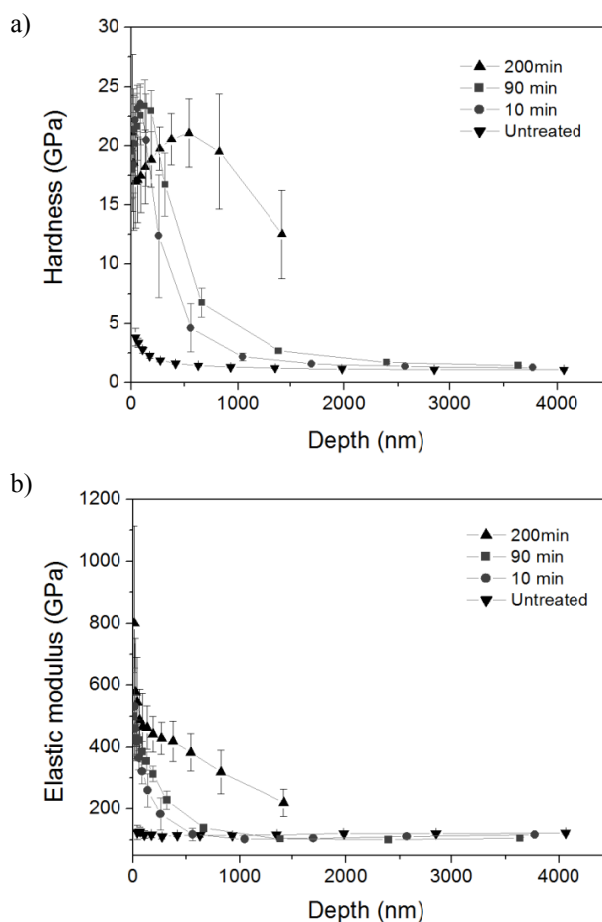 a)
30
25
20
15
10
5
0
Hardness (GPa)
0 1000 2000 3000 4000
Depth (nm)
200min
90 min
10 min
Untreated
b)
1200
1000
800
600
400
200
Elastic modulus (GPa)
0 1000 2000 3000 4000
Depth (nm)
200min
90 min
10 min
Untreated